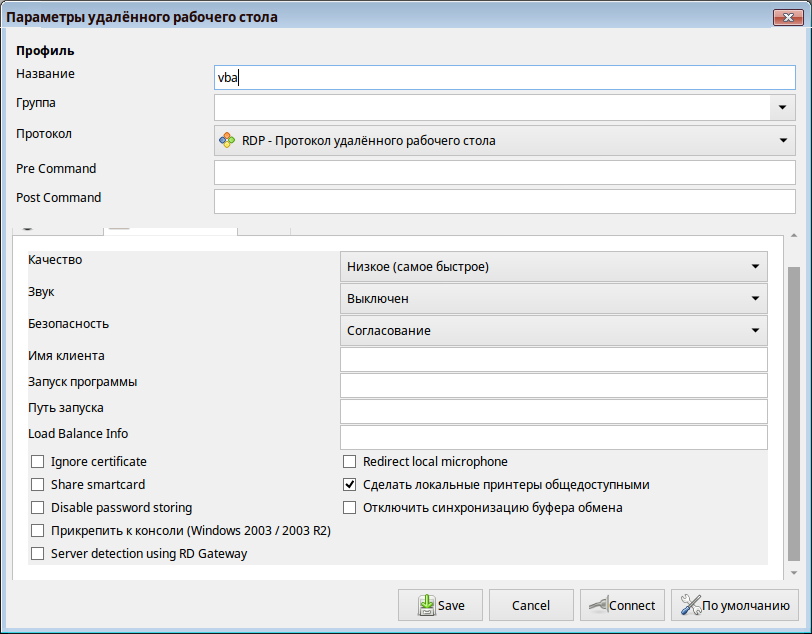 Параметры удалённого рабочего стола
Профиль
Название vba
Группа
Протокол RDP - Протокол удалённого рабочего стола
Pre Command
Post Command
Качество Низкое (самое быстрое)
Звук Выключен
Безопасность Согласование
Имя клиента
Запуск программы
Путь запуска
Load Balance Info
Ignore certificate Redirect local microphone
Share smartcard Сделать локальные принтеры общедоступными
Disable password storing Отключить синхронизацию буфера обмена
Прикрепить к консоли (Windows 2003 / 2003 R2)
Server detection using RD Gateway
Save Cancel Connect По умолчанию